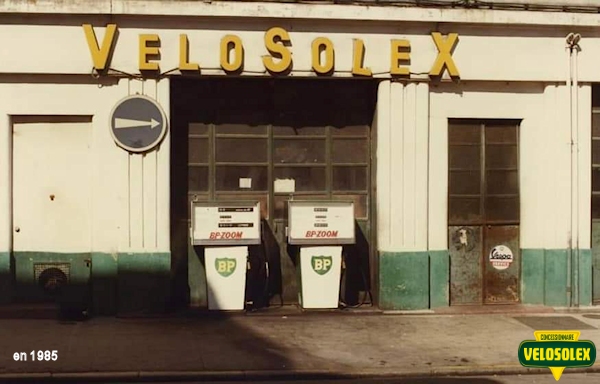 VELOSOLEX
BP ZOOM
BP ZOOM
BP
BP
Vespa
en 1985
CONCESSIONNAIRE
VELOSOLEX